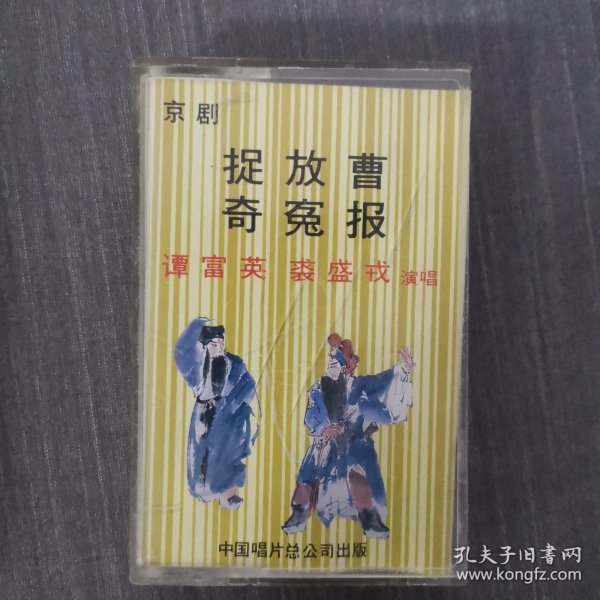 京剧
捉放曹
奇冤报
谭富英 裘盛戎 演唱
中国唱片总公司出版
孔夫子旧书网
www.kongfz.com